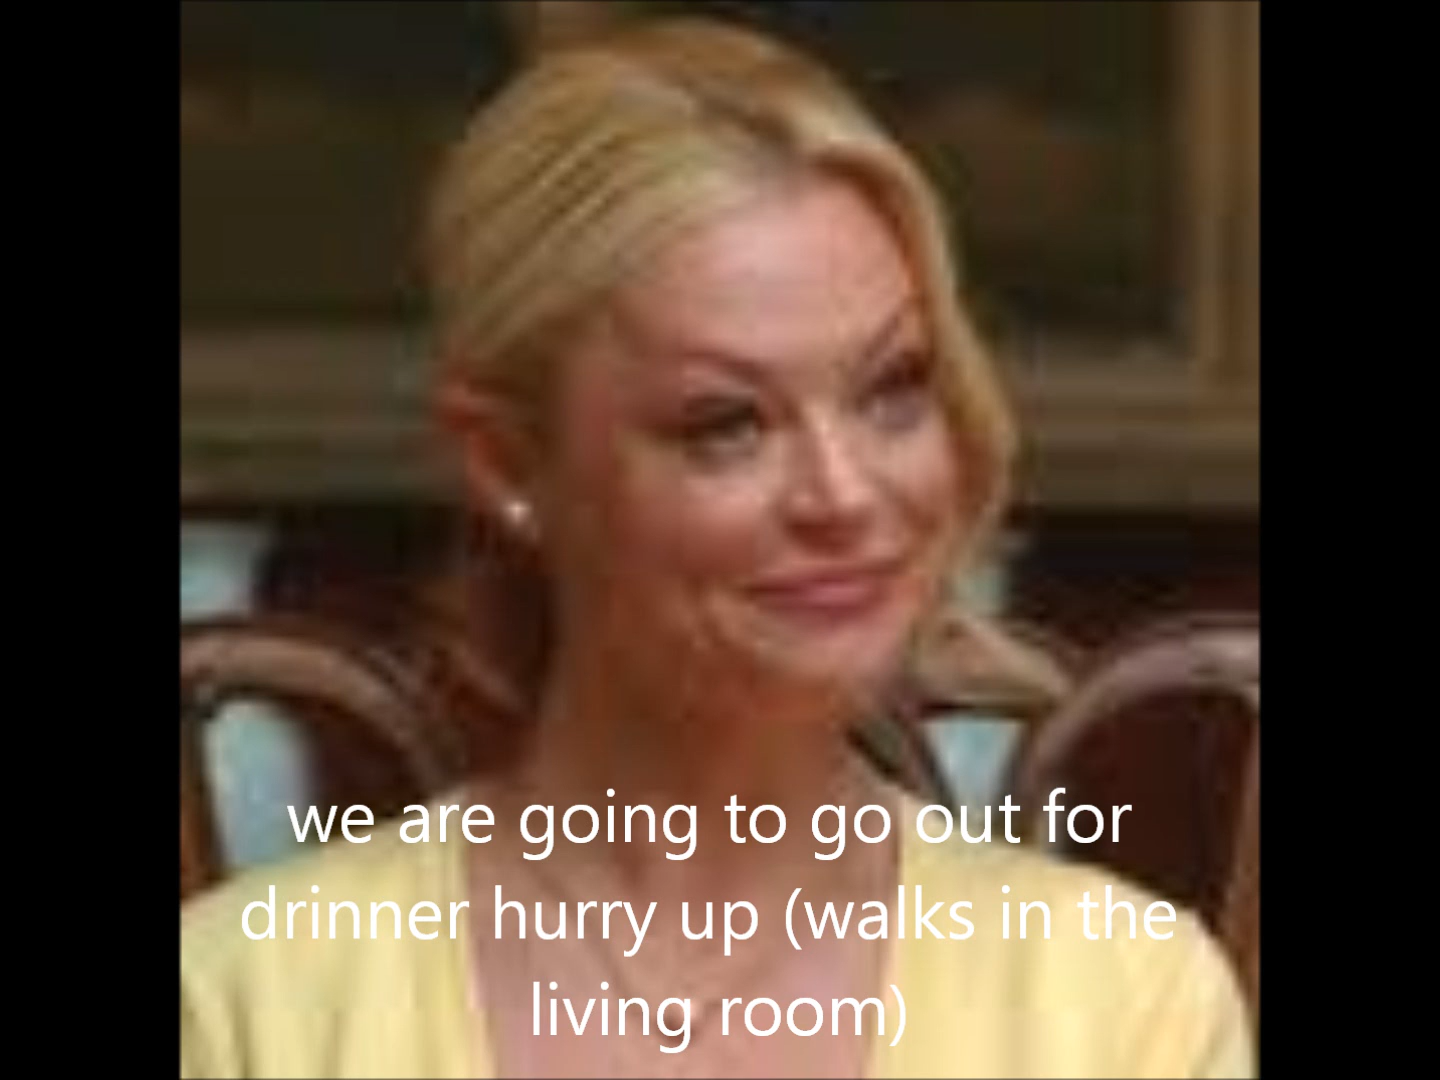 we are going to go out for
drinner hurry up (walks in the
living room)